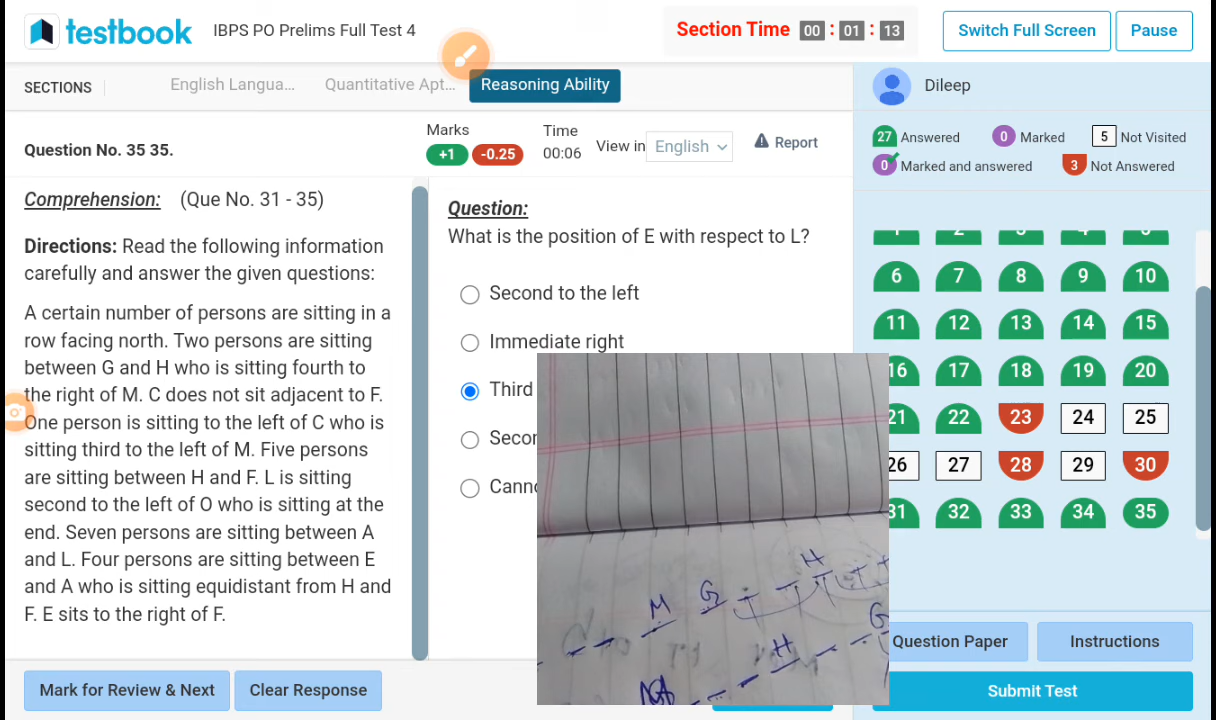 testbook
IBPS PO Prelims Full Test 4
Section Time 00 : 01 : 13
Switch Full Screen
Pause
SECTIONS
English Langua...
Quantitative Apt...
Reasoning Ability
Dileep
27 Answered
0 Marked
5 Not Visited
0 Marked and answered
3 Not Answered
Question No. 35 35.
Marks
+1 -0.25
Time
00:06
View in English
Report
Comprehension: (Que No. 31 - 35)
Directions: Read the following information
carefully and answer the given questions:
A certain number of persons are sitting in a
row facing north. Two persons are sitting
between G and H who is sitting fourth to
the right of M. C does not sit adjacent to F.
One person is sitting to the left of C who is
sitting third to the left of M. Five persons
are sitting between H and F. L is sitting
second to the left of O who is sitting at the
end. Seven persons are sitting between A
and L. Four persons are sitting between E
and A who is sitting equidistant from H and
F. E sits to the right of F.
Question:
What is the position of E with respect to L?
Second to the left
Immediate right
Third
M G H
H G
6 7 8 9 10
11 12 13 14 15
16 17 18 19 20
21 22 23 24 25
26 27 28 29 30
31 32 33 34 35
Mark for Review & Next
Clear Response
Question Paper
Instructions
Submit Test